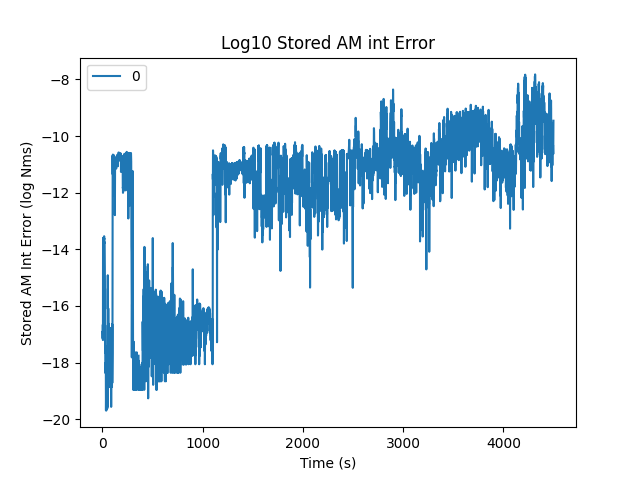 Log10 Stored AM int Error
0
Stored AM Int Error (log Nms)
−8
−10
−12
−14
−16
−18
−20
0 1000 2000 3000 4000
Time (s)